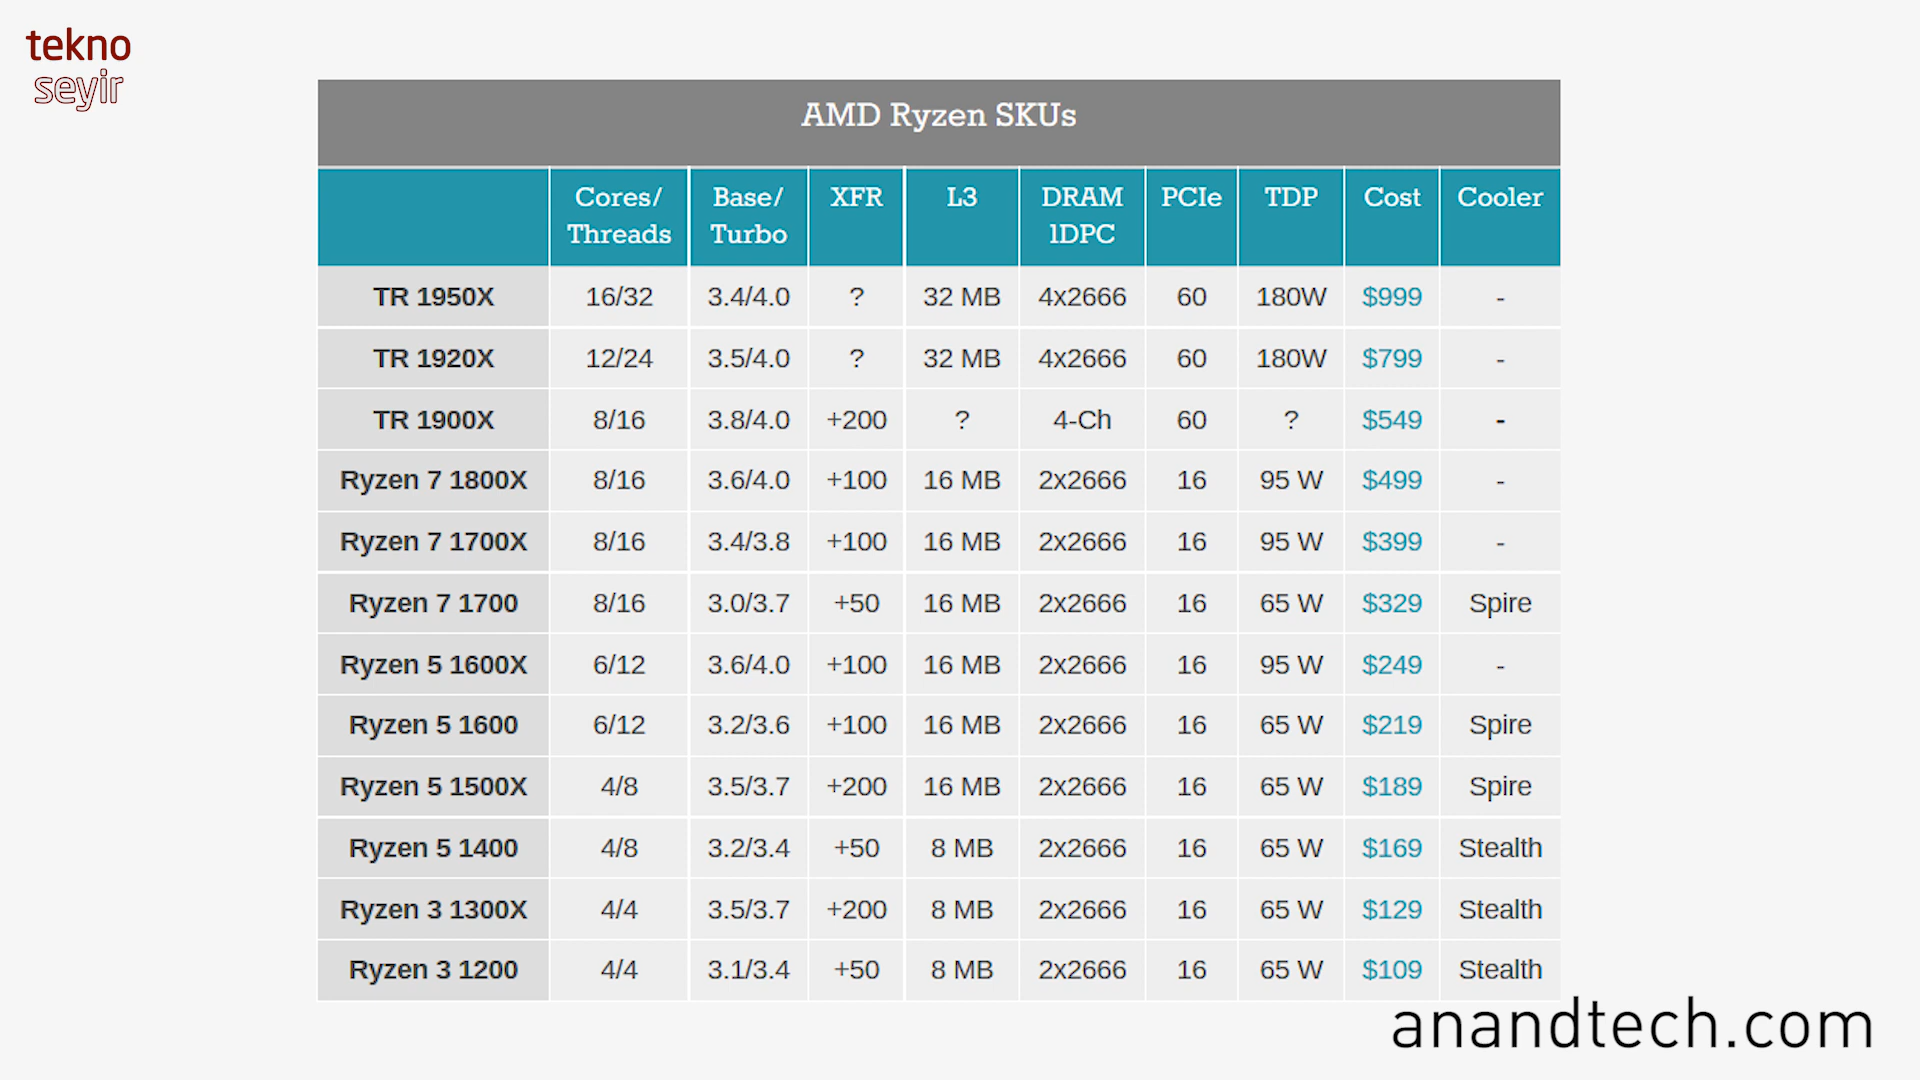 tekno
seyir
AMD Ryzen SKUs
Cores/ Base/ XFR L3 DRAM PCIe TDP Cost Cooler
Threads Turbo 1DPC
TR 1950X 16/32 3.4/4.0 ? 32 MB 4x2666 60 180W $999 -
TR 1920X 12/24 3.5/4.0 ? 32 MB 4x2666 60 180W $799 -
TR 1900X 8/16 3.8/4.0 +200 ? 4-Ch 60 ? $549 -
Ryzen 7 1800X 8/16 3.6/4.0 +100 16 MB 2x2666 16 95 W $499 -
Ryzen 7 1700X 8/16 3.4/3.8 +100 16 MB 2x2666 16 95 W $399 -
Ryzen 7 1700 8/16 3.0/3.7 +50 16 MB 2x2666 16 65 W $329 Spire
Ryzen 5 1600X 6/12 3.6/4.0 +100 16 MB 2x2666 16 95 W $249 -
Ryzen 5 1600 6/12 3.2/3.6 +100 16 MB 2x2666 16 65 W $219 Spire
Ryzen 5 1500X 4/8 3.5/3.7 +200 16 MB 2x2666 16 65 W $189 Spire
Ryzen 5 1400 4/8 3.2/3.4 +50 8 MB 2x2666 16 65 W $169 Stealth
Ryzen 3 1300X 4/4 3.5/3.7 +200 8 MB 2x2666 16 65 W $129 Stealth
Ryzen 3 1200 4/4 3.1/3.4 +50 8 MB 2x2666 16 65 W $109 Stealth
anandtech.com